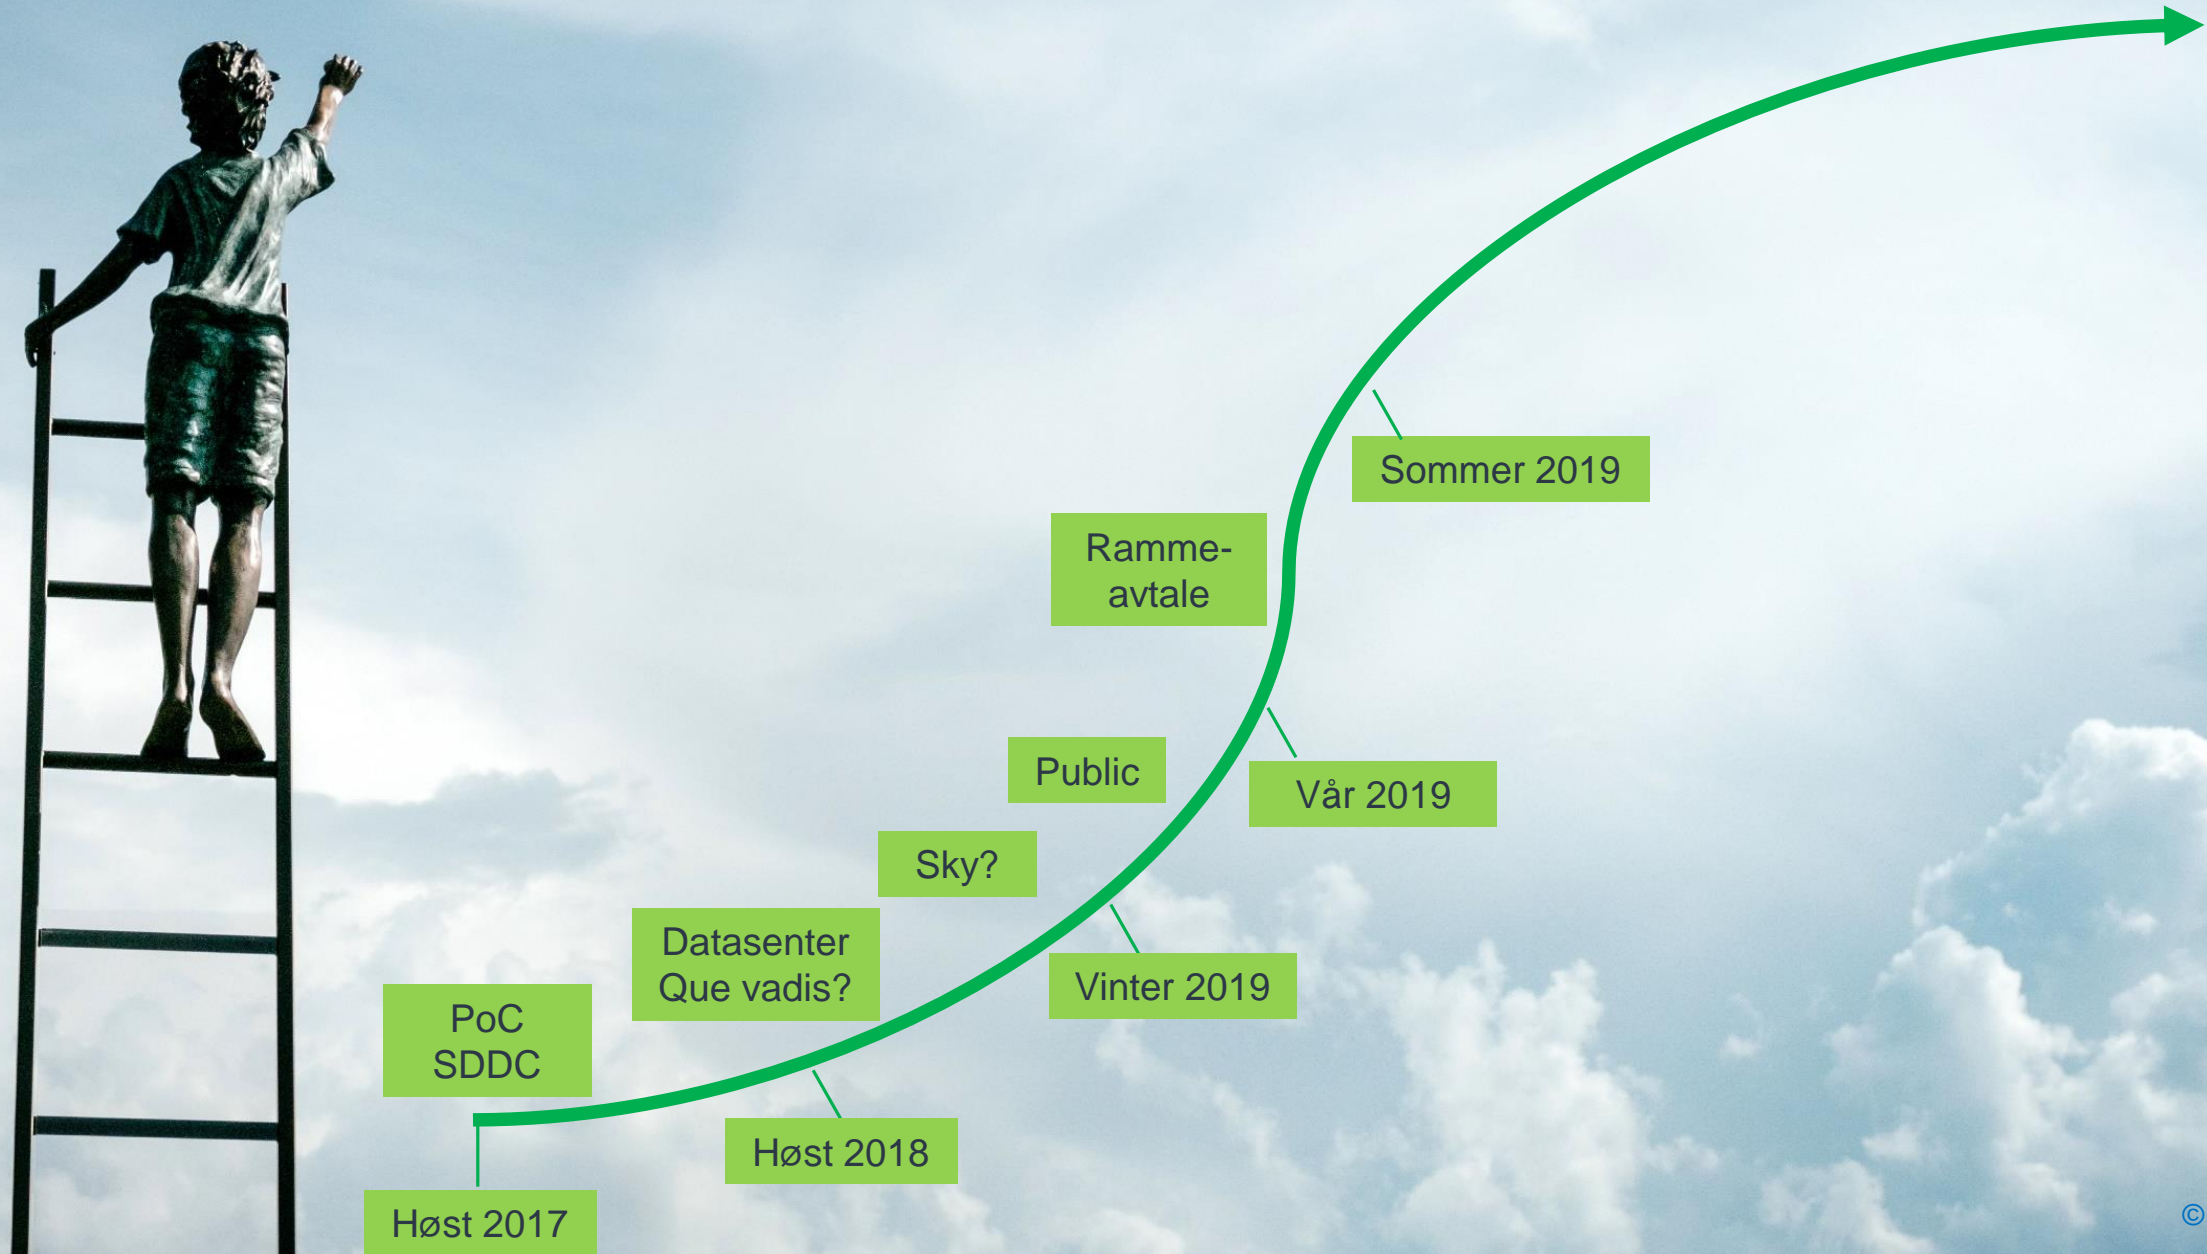 Sommer 2019
Ramme-
avtale
Public
Vår 2019
Sky?
Datasenter
Que vadis?
Vinter 2019
PoC
SDDC
Høst 2018
Høst 2017
©